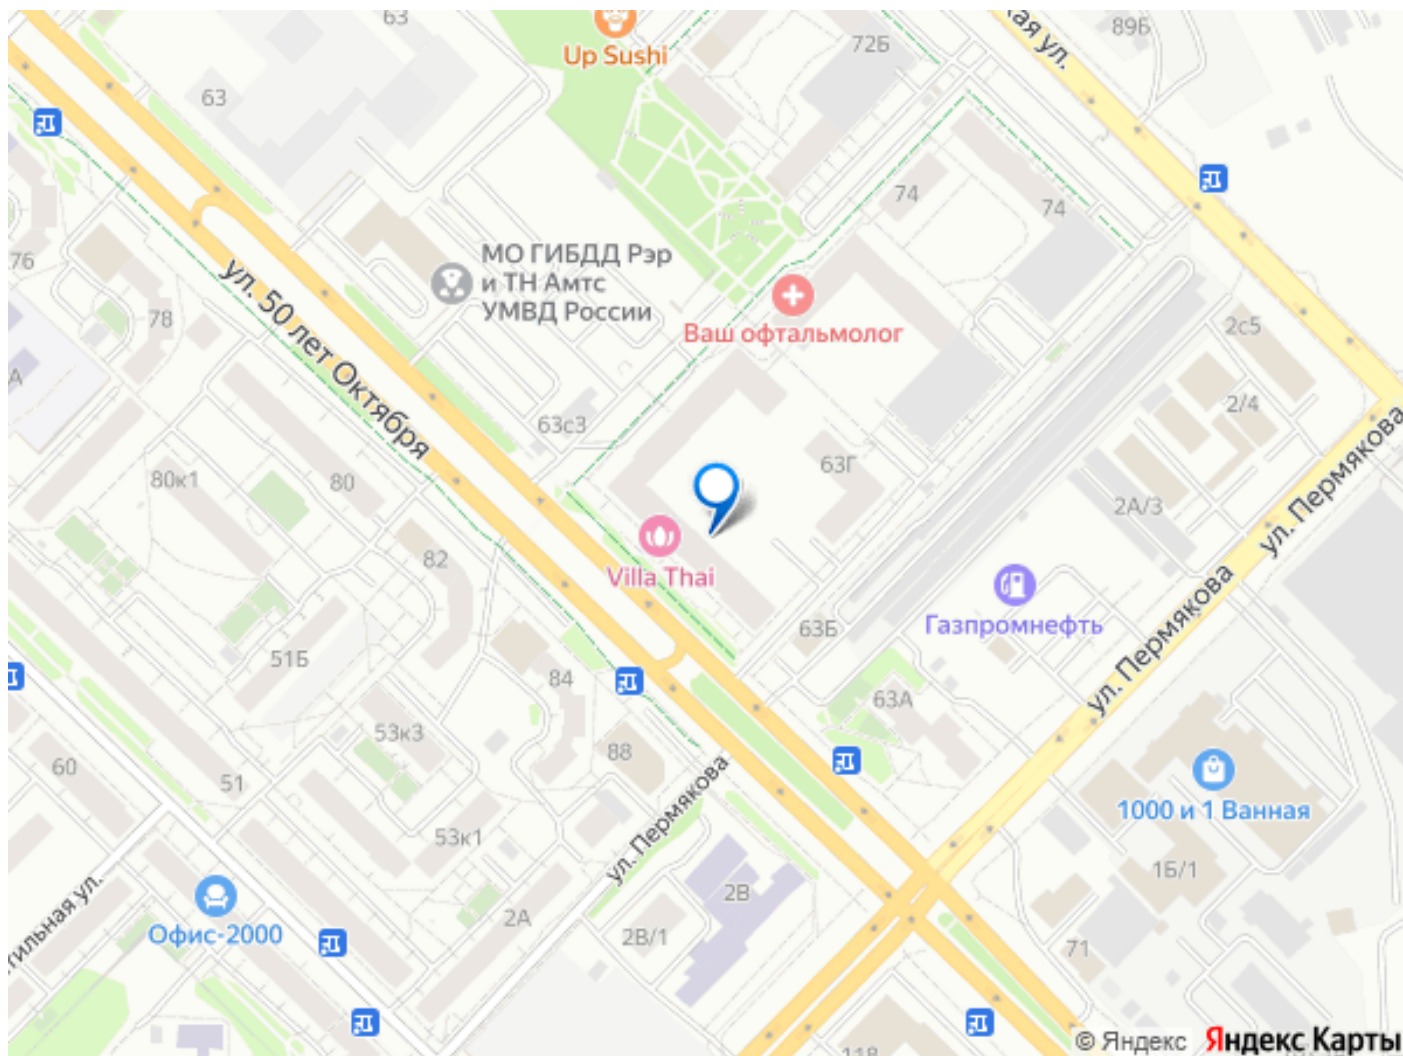 63
Up Sushi
72Б
ая ул.
89Б
63
74
74
МО ГИБДД Рэр
и ТН Амтс
УМВД России
76
ул. 50 лет Октября
78
Ваш офтальмолог
2с5
А
2/4
63с3
63Г
80к1
80
2А/3
ул. Пермякова
82
Villa Thai
Газпромнефть
63Б
ул. Пермякова
51Б
84
63А
53к3
88
60
51
1000 и 1 Ванная
ул. Пермякова
53к1
1Б/1
2В
тильная ул.
2А
Офис-2000
2В/1
71
© Яндекс
Яндекс Карты